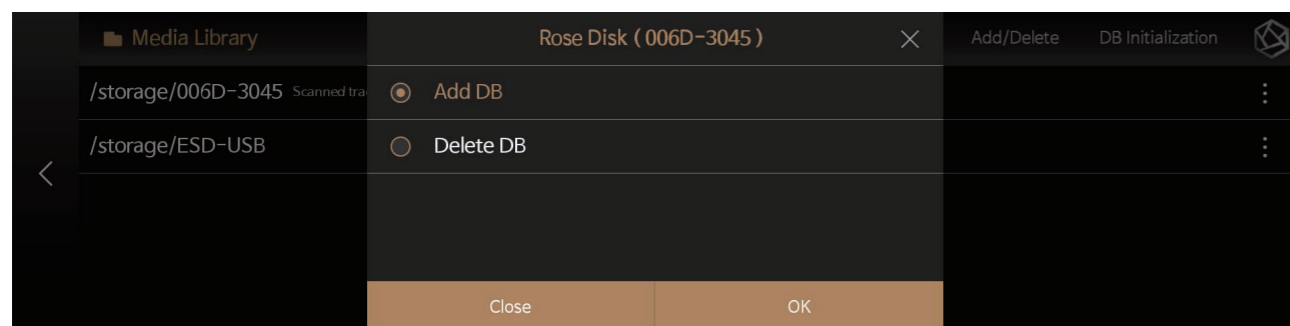 Media Library
Rose Disk ( 006D-3045 )
Add/Delete DB Initialization
/storage/006D-3045 Scanned
Add DB
/storage/ESD-USB
Delete DB
Close OK